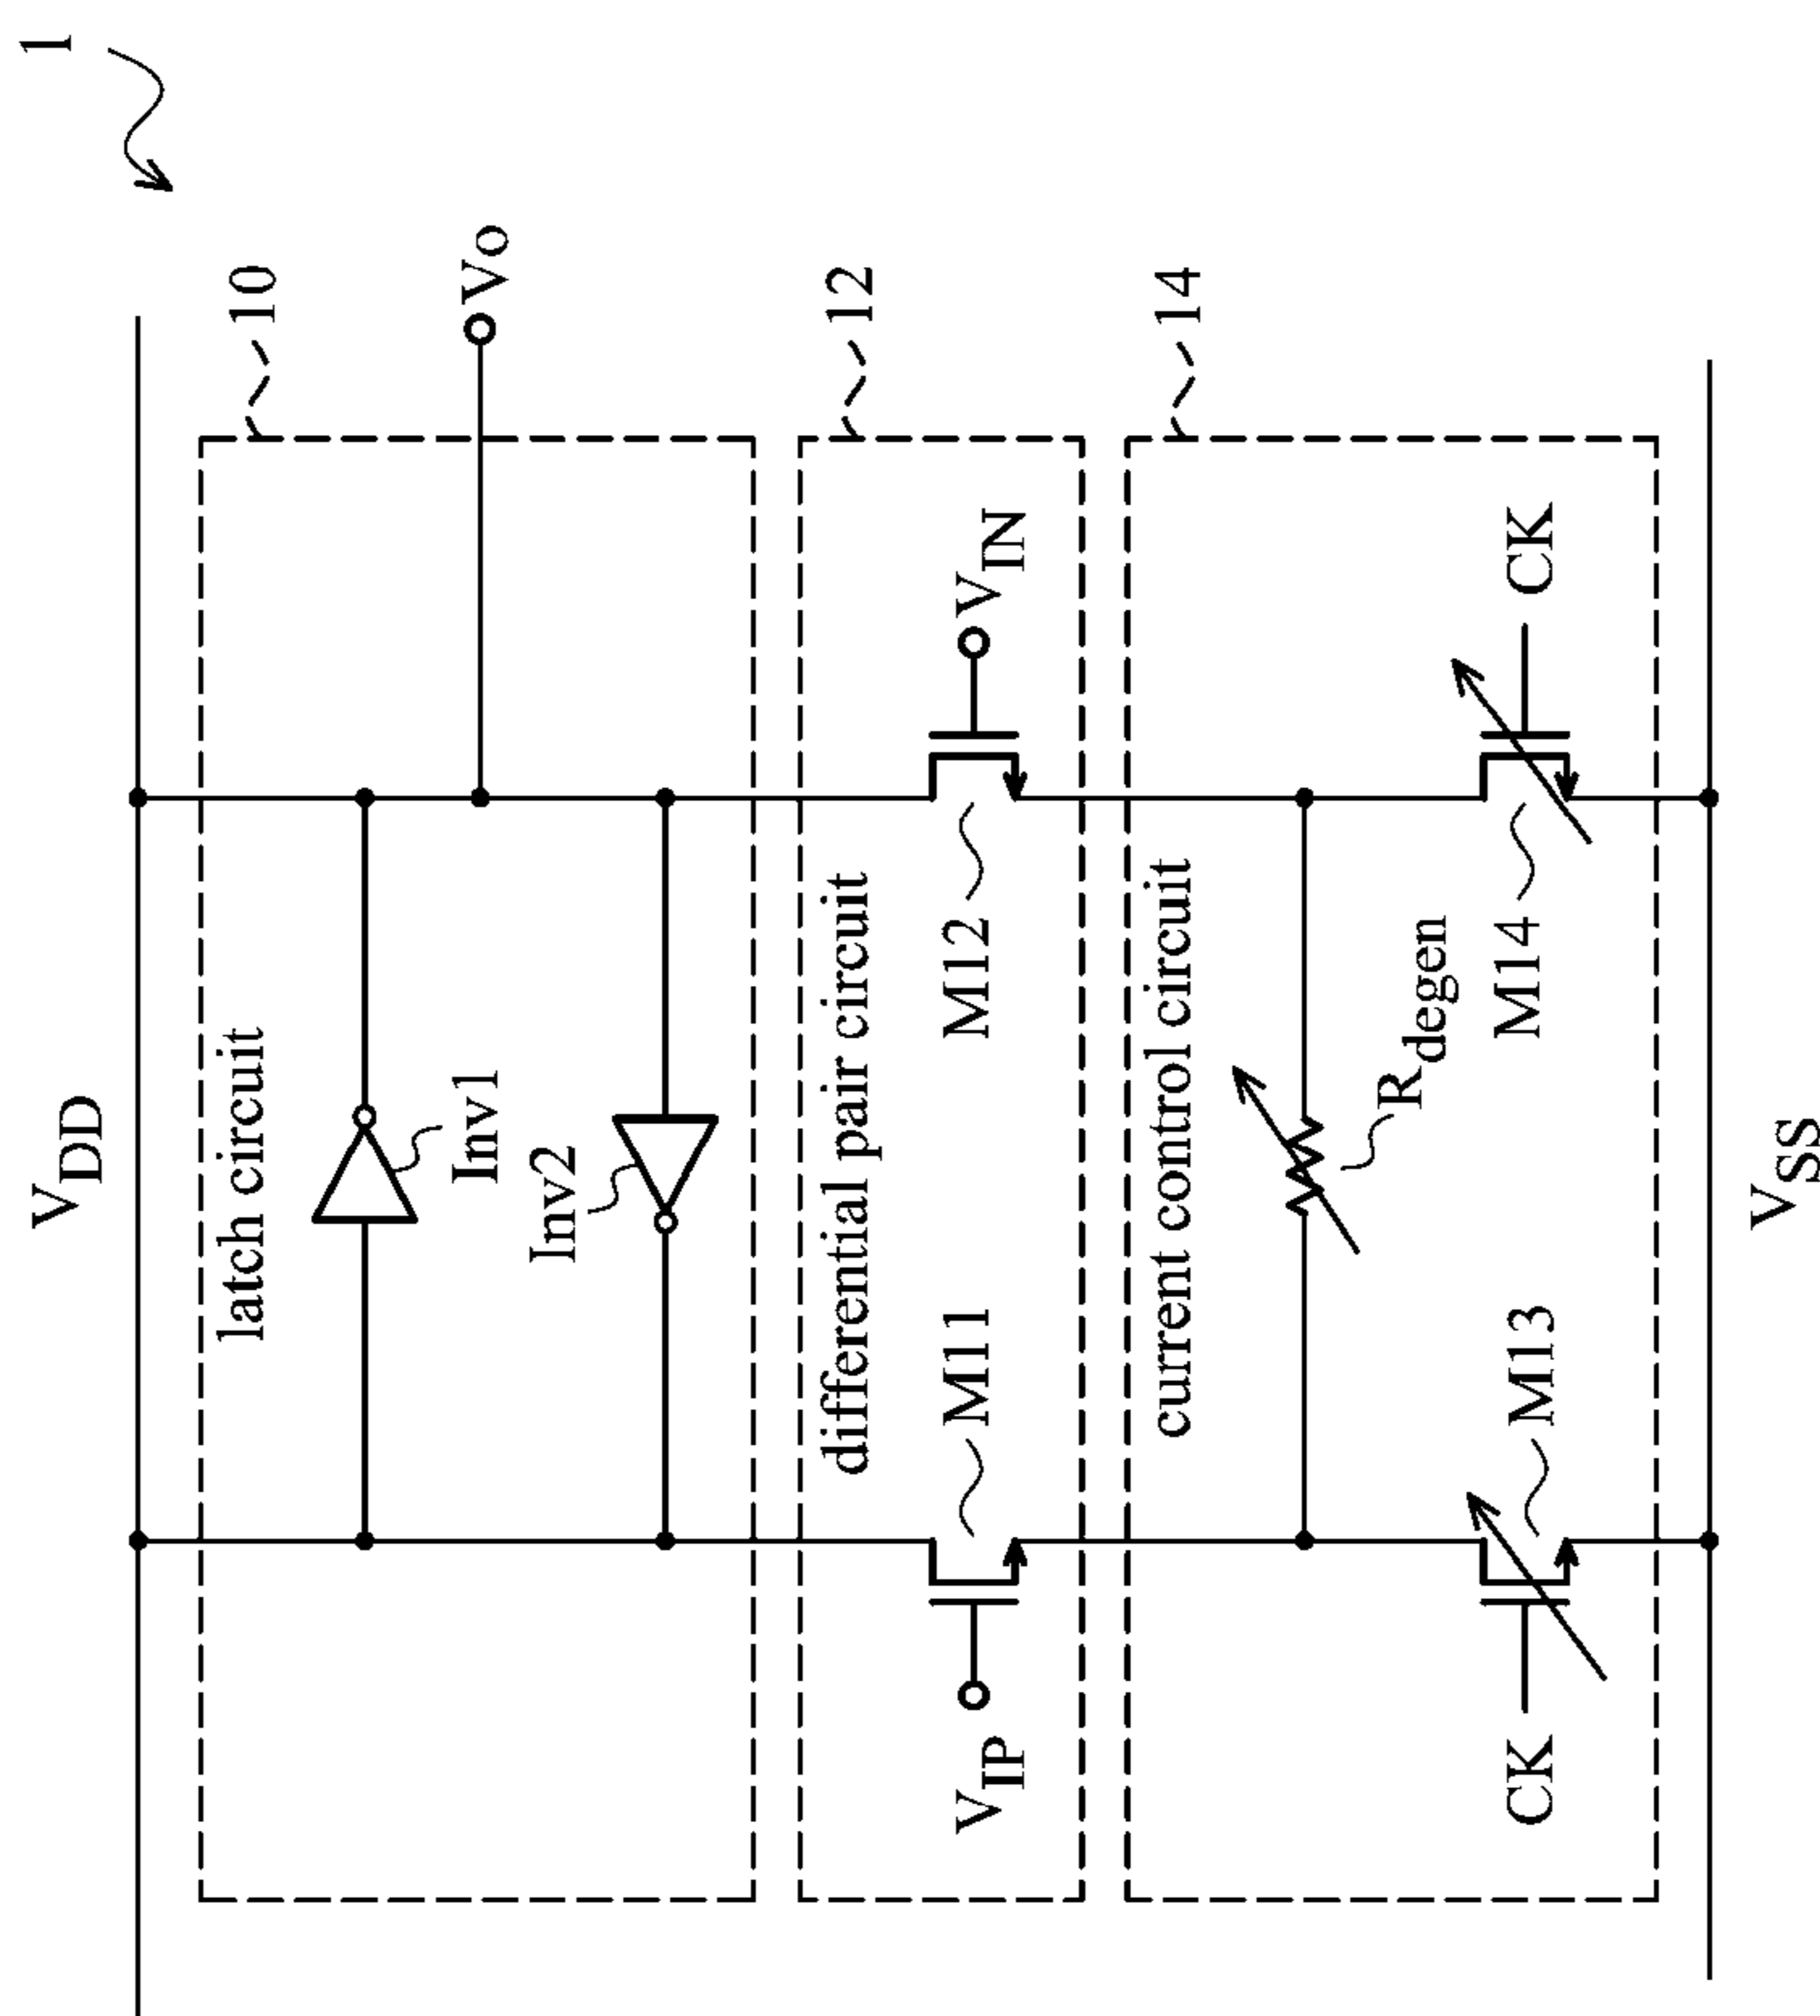 1
V_DD
10
latch circuit
Inv1
Vo
Inv2
12
differential pair circuit
V_IP
M11
M12
V_IN
14
current control circuit
R_degen
CK
M13
M14
CK
V_SS